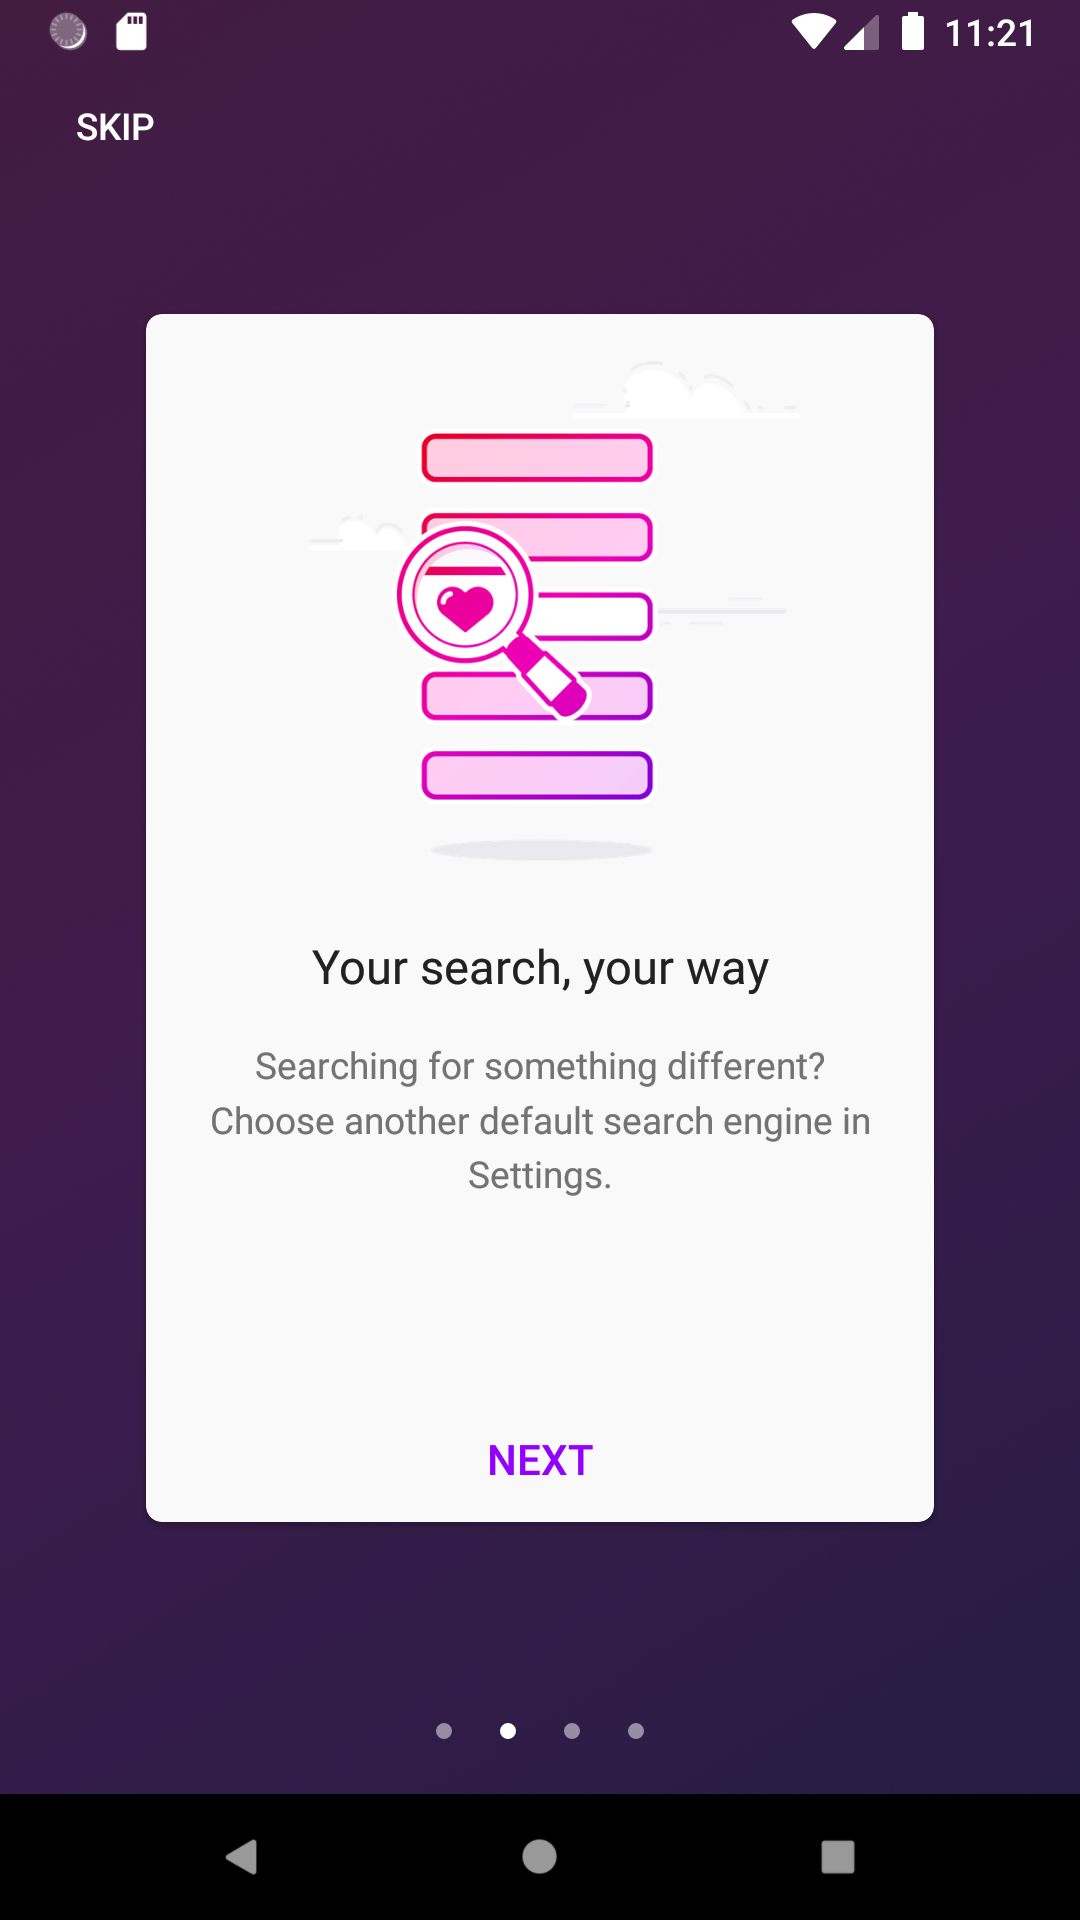 11:21
SKIP
Your search, your way
Searching for something different?
Choose another default search engine in
Settings.
NEXT